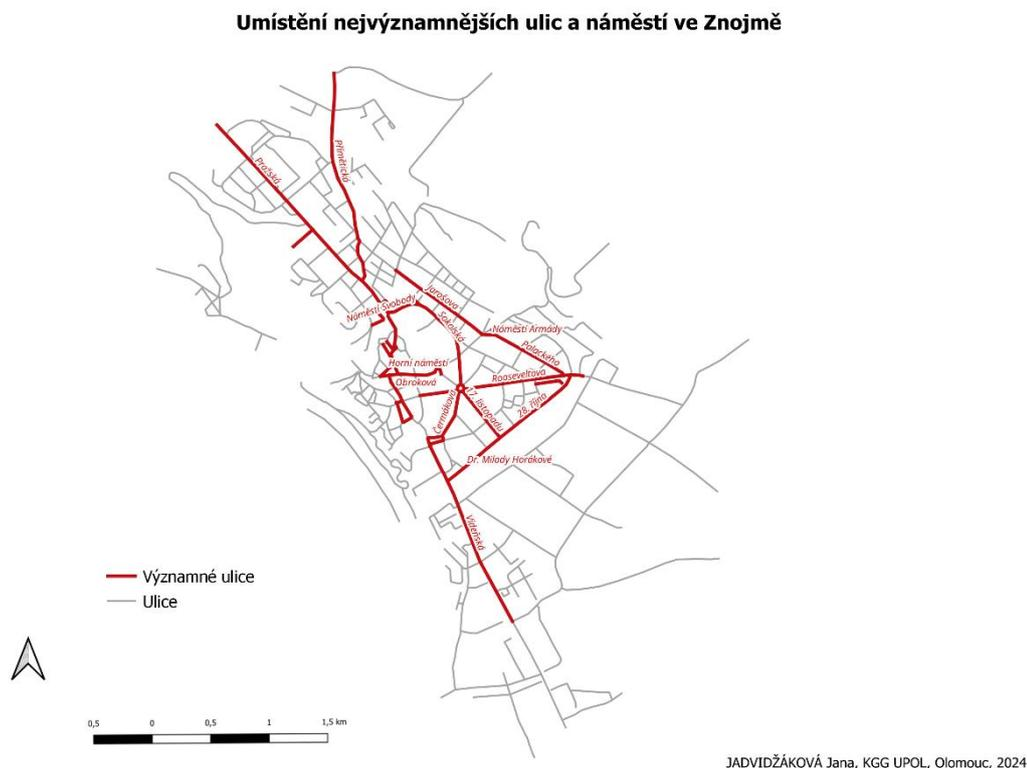 Umístění nejvýznamnějších ulic a náměstí ve Znojmě
Přímětická
Pražská
Jarošova
Náměstí Svobody
Sokolská
Náměstí Armády
Palackého
Horní náměstí
Rooseveltova
Obroková
17. listopadu
28. října
Čermákova
Dr. Milady Horákové
Vídeňská
Významné ulice
Ulice
0,5 0 0,5 1 1,5 km
JADVIDŽÁKOVÁ Jana, KGG UPOL, Olomouc, 2024